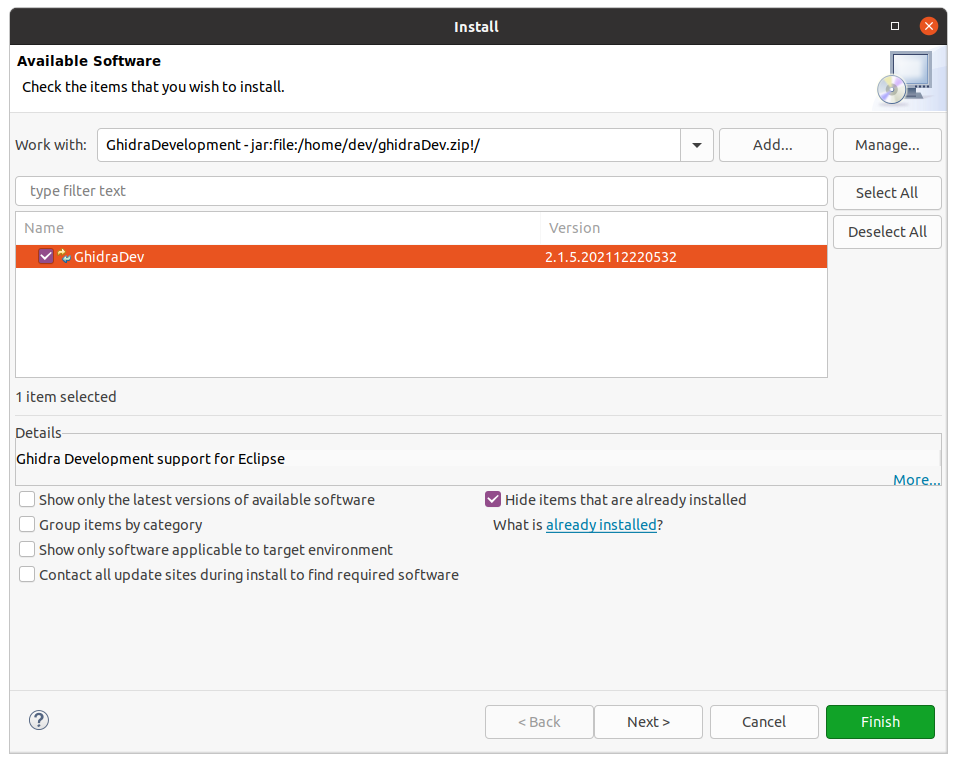 Install
Available Software
Check the items that you wish to install.
Work with: GhidraDevelopment - jar:file:/home/dev/ghidraDev.zip!/ Add... Manage...
type filter text Select All
Name Version Deselect All
GhidraDev 2.1.5.202112220532
1 item selected
Details
Ghidra Development support for Eclipse
More...
Show only the latest versions of available software Hide items that are already installed
Group items by category What is already installed?
Show only software applicable to target environment
Contact all update sites during install to find required software
? < Back Next > Cancel Finish